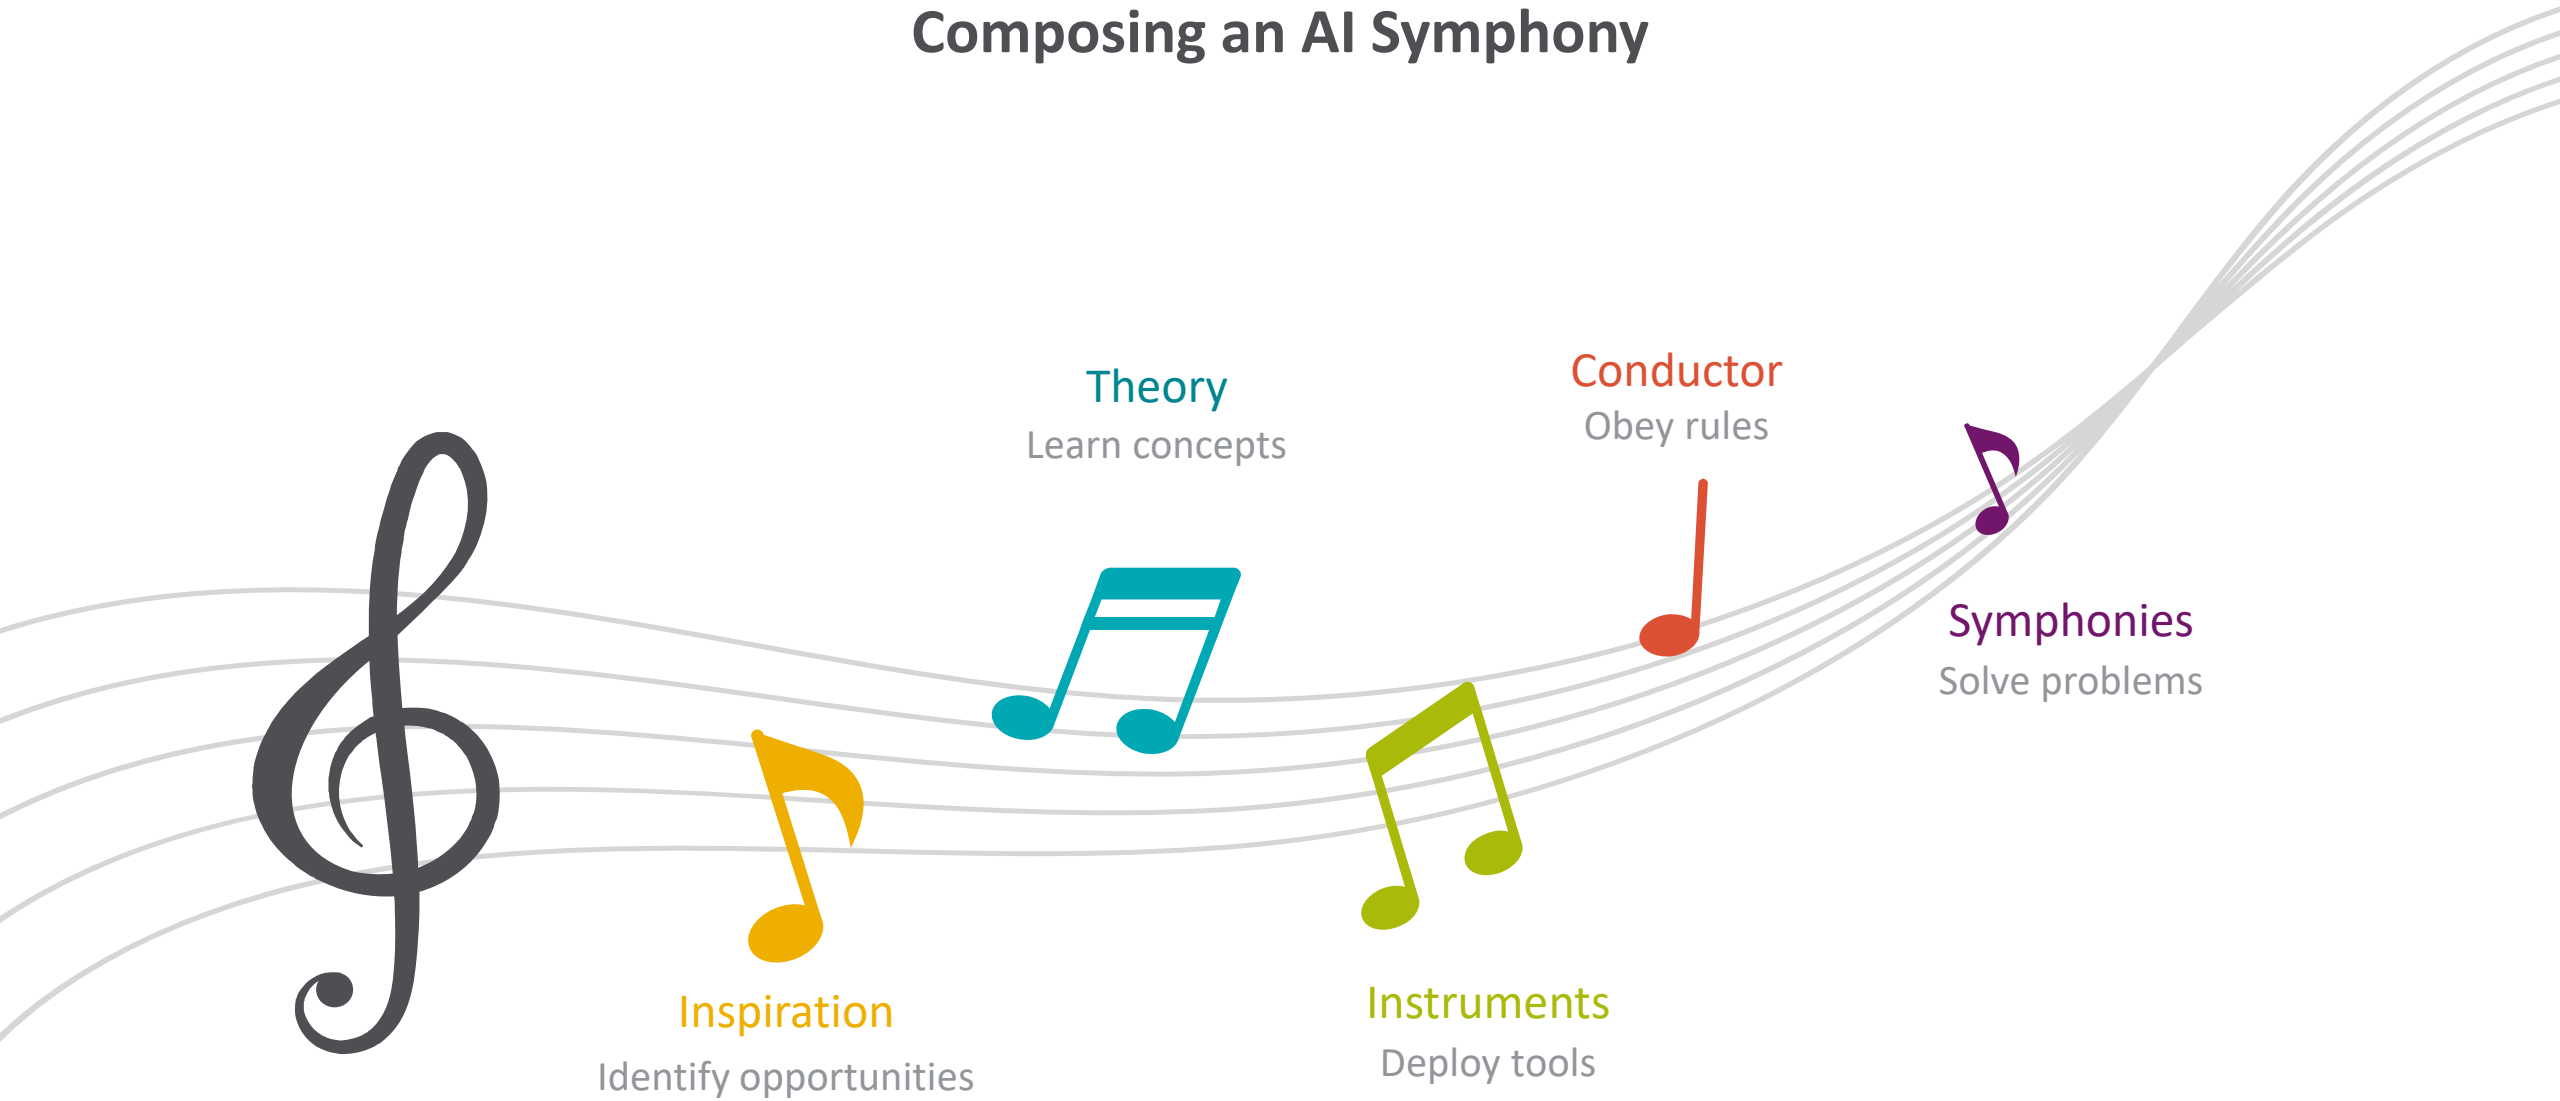 Composing an AI Symphony
Inspiration
Identify opportunities
Theory
Learn concepts
Instruments
Deploy tools
Conductor
Obey rules
Symphonies
Solve problems